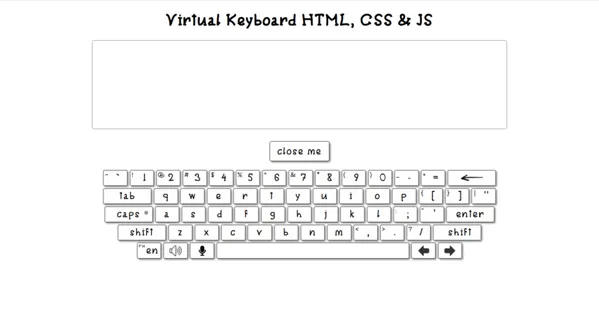 Virtual Keyboard HTML, CSS & JS
close me
~ ` ! 1 @ 2 # 3 $ 4 % 5 ^ 6 & 7 * 8 ( 9 ) 0 - + =
tab q w e r t y u i o p { [ } ] | "
caps a s d f g h j k l : ; " ' enter
shift z x c v b n m < , > . ? / shift
en